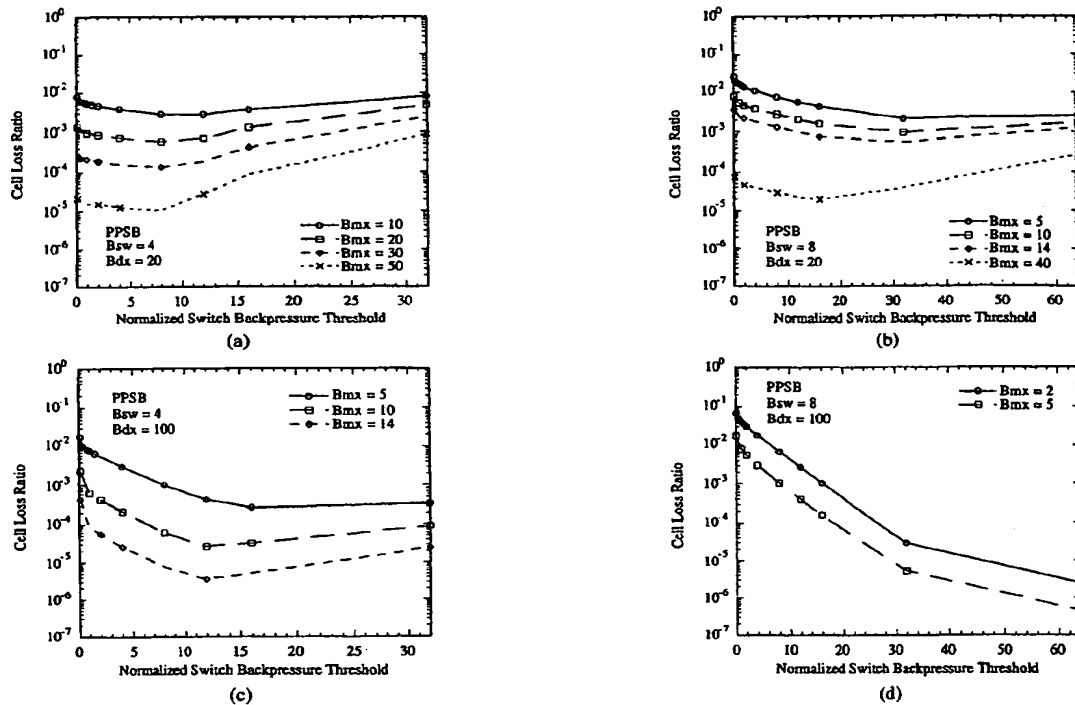 10^0
10^-1
10^-2
10^-3
10^-4
10^-5
10^-6
10^-7
Cell Loss Ratio
PPSB
Bsw = 4
Bdx = 20
Bmx = 10
Bmx = 20
Bmx = 30
Bmx = 50
0 5 10 15 20 25 30
Normalized Switch Backpressure Threshold
(a)
10^0
10^-1
10^-2
10^-3
10^-4
10^-5
10^-6
10^-7
Cell Loss Ratio
PPSB
Bsw = 8
Bdx = 20
Bmx = 5
Bmx = 10
Bmx = 14
Bmx = 40
0 10 20 30 40 50 60
Normalized Switch Backpressure Threshold
(b)
10^0
10^-1
10^-2
10^-3
10^-4
10^-5
10^-6
10^-7
Cell Loss Ratio
PPSB
Bsw = 4
Bdx = 100
Bmx = 5
Bmx = 10
Bmx = 14
0 5 10 15 20 25 30
Normalized Switch Backpressure Threshold
(c)
10^0
10^-1
10^-2
10^-3
10^-4
10^-5
10^-6
10^-7
Cell Loss Ratio
PPSB
Bsw = 8
Bdx = 100
Bmx = 2
Bmx = 5
0 10 20 30 40 50 60
Normalized Switch Backpressure Threshold
(d)